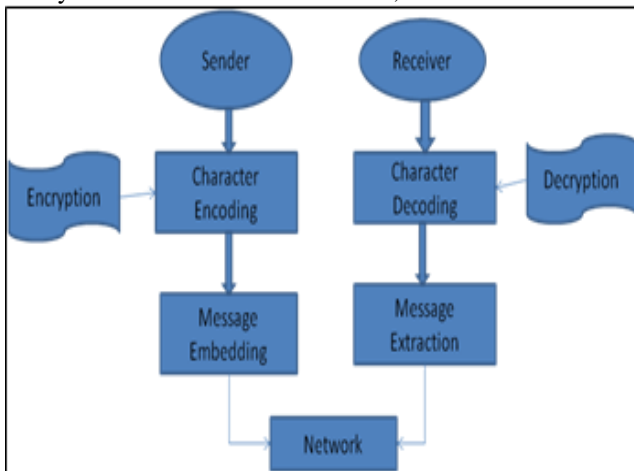 Sender
Receiver
Encryption
Character
Encoding
Character
Decoding
Decryption
Message
Embedding
Message
Extraction
Network